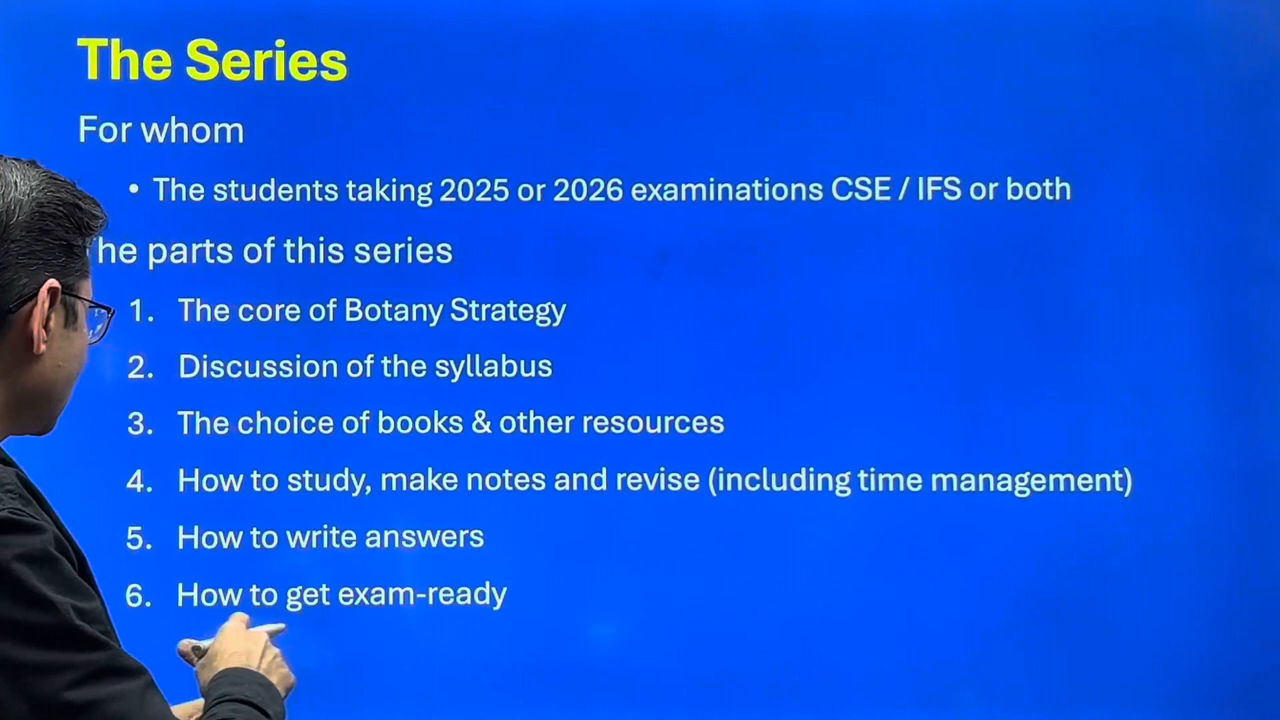 The Series
For whom
• The students taking 2025 or 2026 examinations CSE / IFS or both
he parts of this series
1. The core of Botany Strategy
2. Discussion of the syllabus
3. The choice of books & other resources
4. How to study, make notes and revise (including time management)
5. How to write answers
6. How to get exam-ready